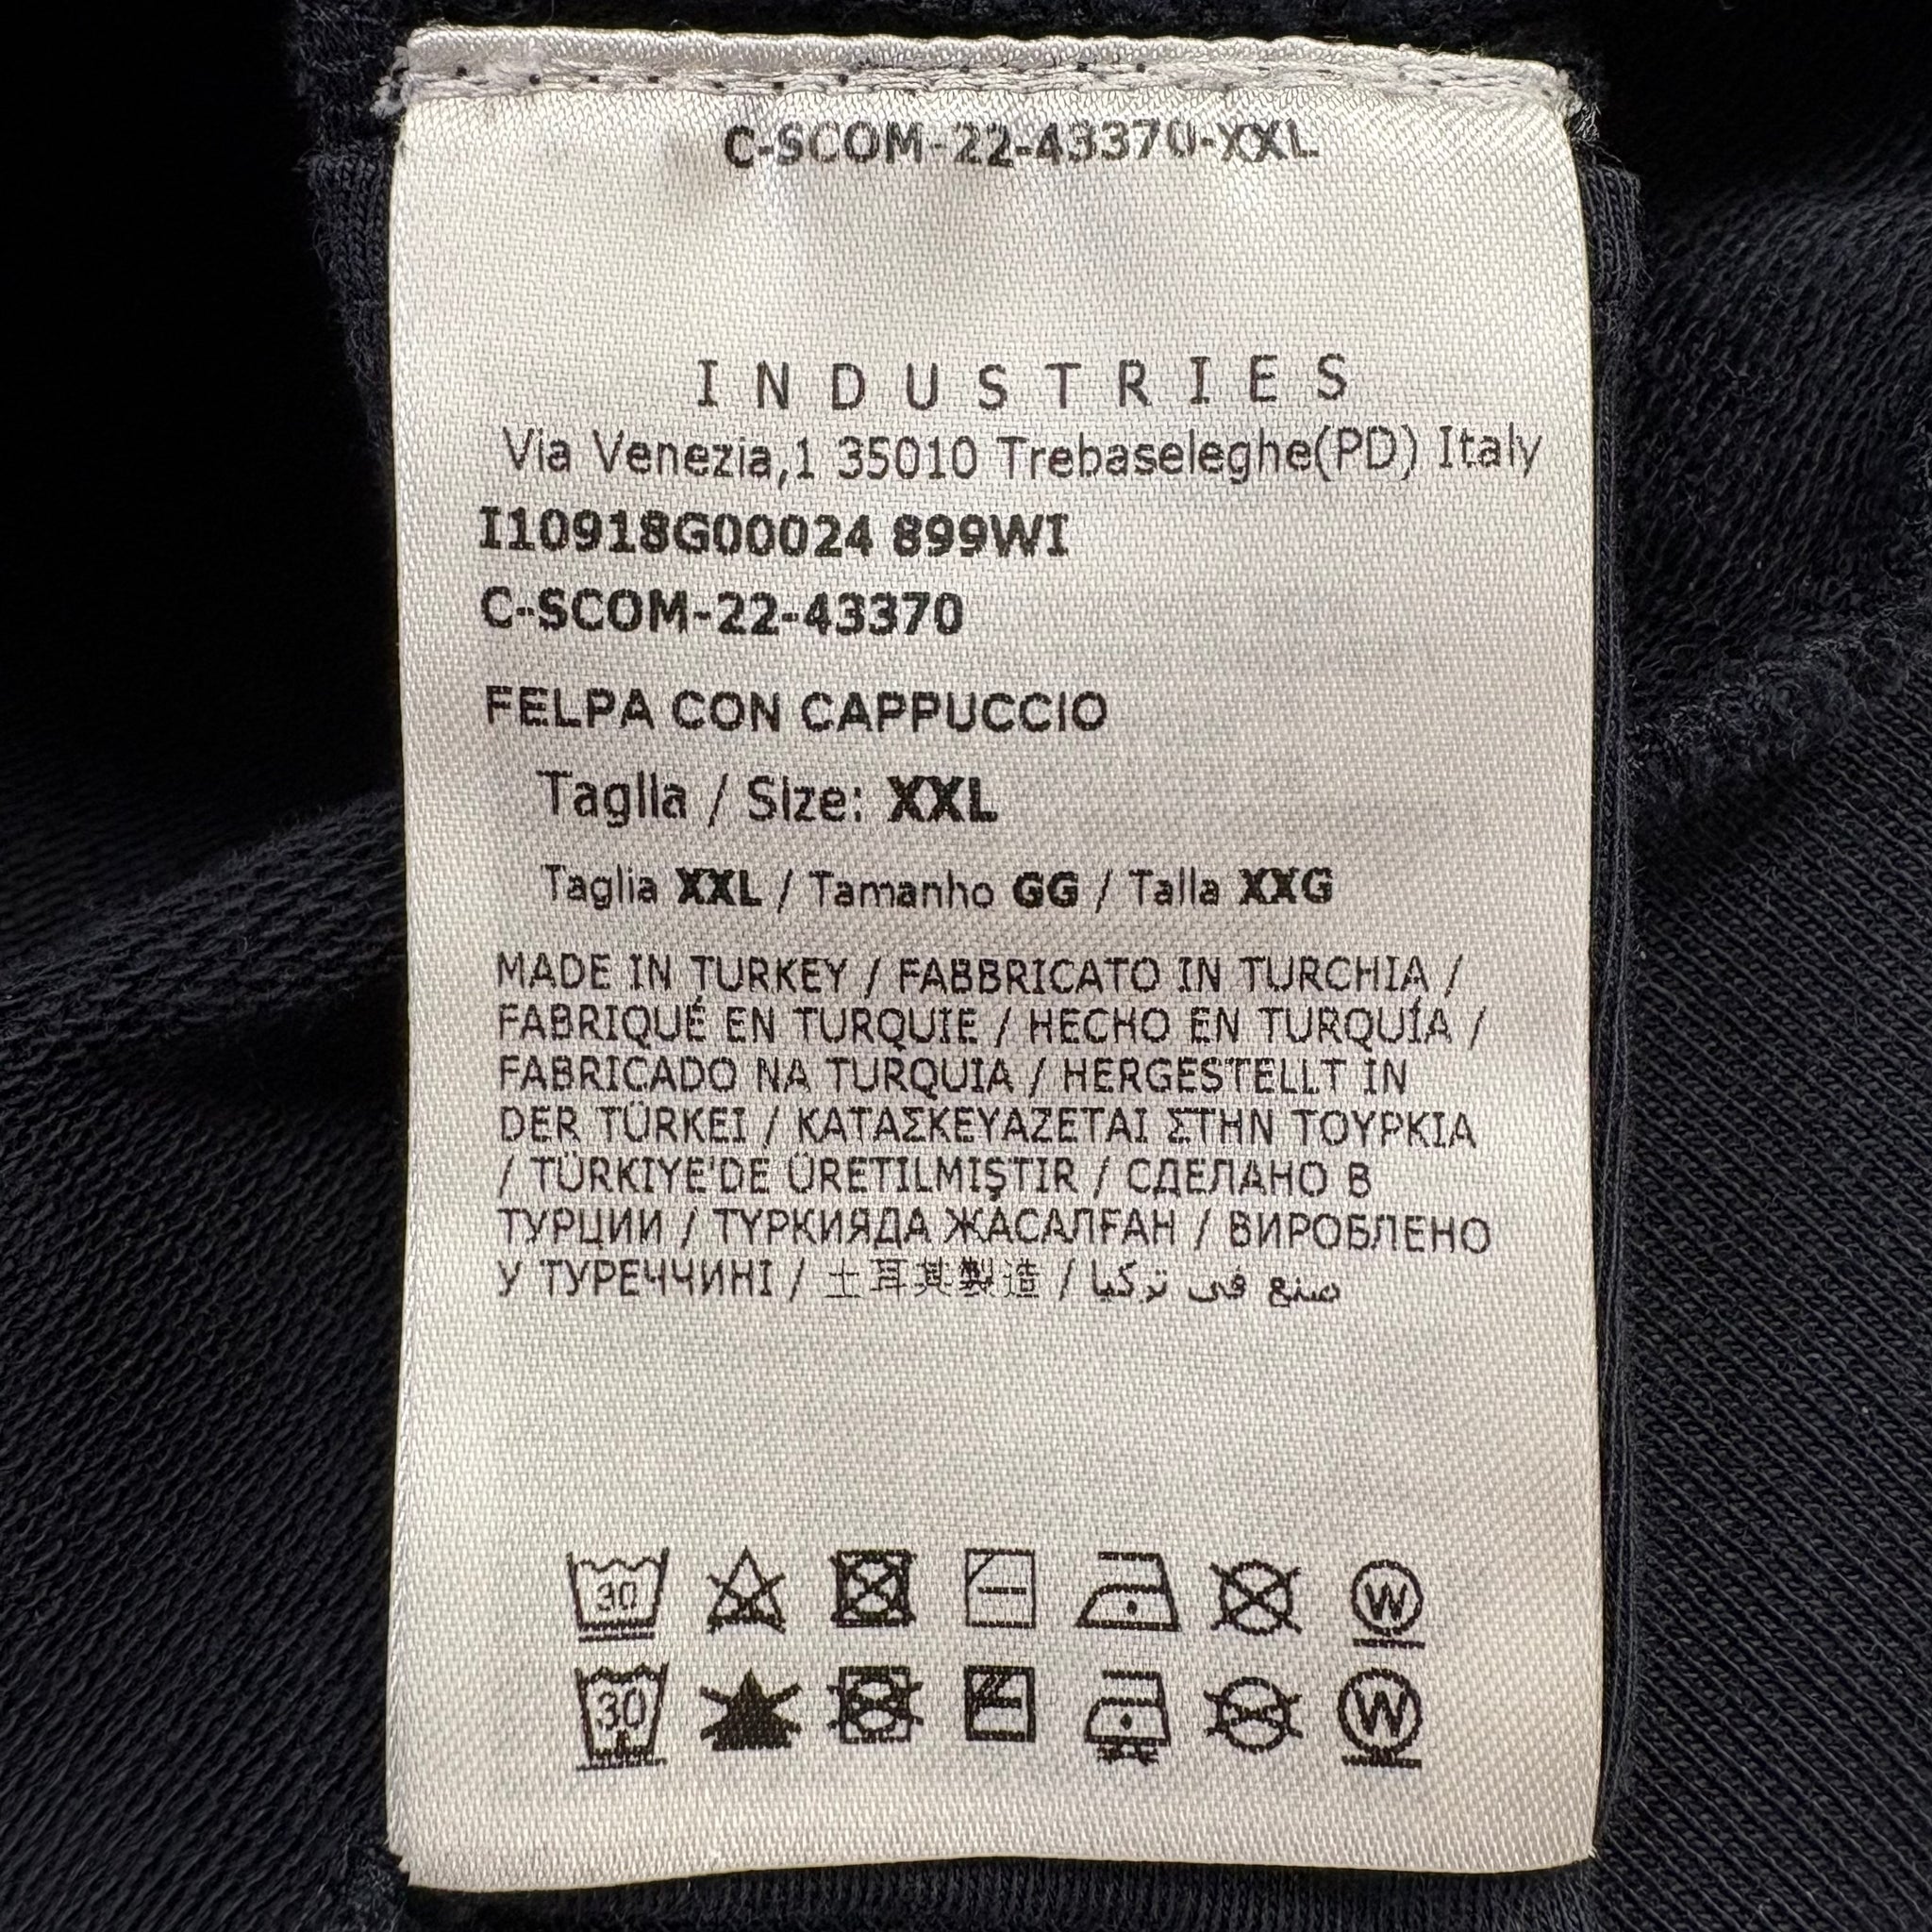 C-SCOM-22-43370-XXL
INDUSTRIES
Via Venezia,1 35010 Trebaseleghe(PD) Italy
I10918G00024 899WI
C-SCOM-22-43370
FELPA CON CAPPUCCIO
Taglia / Size: XXL
Taglia XXL / Tamanho GG / Talla XXG
MADE IN TURKEY / FABBRICATO IN TURCHIA /
FABRIQUÉ EN TURQUIE / HECHO EN TURQUÍA /
FABRICADO NA TURQUIA / HERGESTELLT IN
DER TÜRKEI / ΚΑΤΑΣΚΕΥΑΖΕΤΑΙ ΣΤΗΝ ΤΟΥΡΚΙΑ
/ TÜRKIYE'DE ÜRETILMIŞTIR / СДЕЛАНО В
ТУРЦИИ / ТҮРКИЯДА ЖАСАЛҒАН / ВИРОБЛЕНО
У ТУРЕЧЧИНІ / 土耳其製造 / صنع في تركيا
30 W
30 W